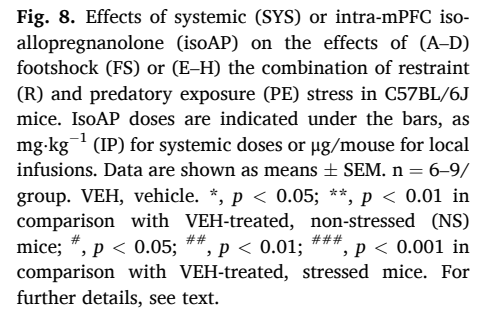 Fig. 8. Effects of systemic (SYS) or intra-mPFC iso-
allopregnanolone (isoAP) on the effects of (A–D)
footshock (FS) or (E–H) the combination of restraint
(R) and predatory exposure (PE) stress in C57BL/6J
mice. IsoAP doses are indicated under the bars, as
mg·kg⁻¹ (IP) for systemic doses or μg/mouse for local
infusions. Data are shown as means ± SEM. n = 6–9/
group. VEH, vehicle. *, p < 0.05; **, p < 0.01 in
comparison with VEH-treated, non-stressed (NS)
mice; #, p < 0.05; ##, p < 0.01; ###, p < 0.001 in
comparison with VEH-treated, stressed mice. For
further details, see text.